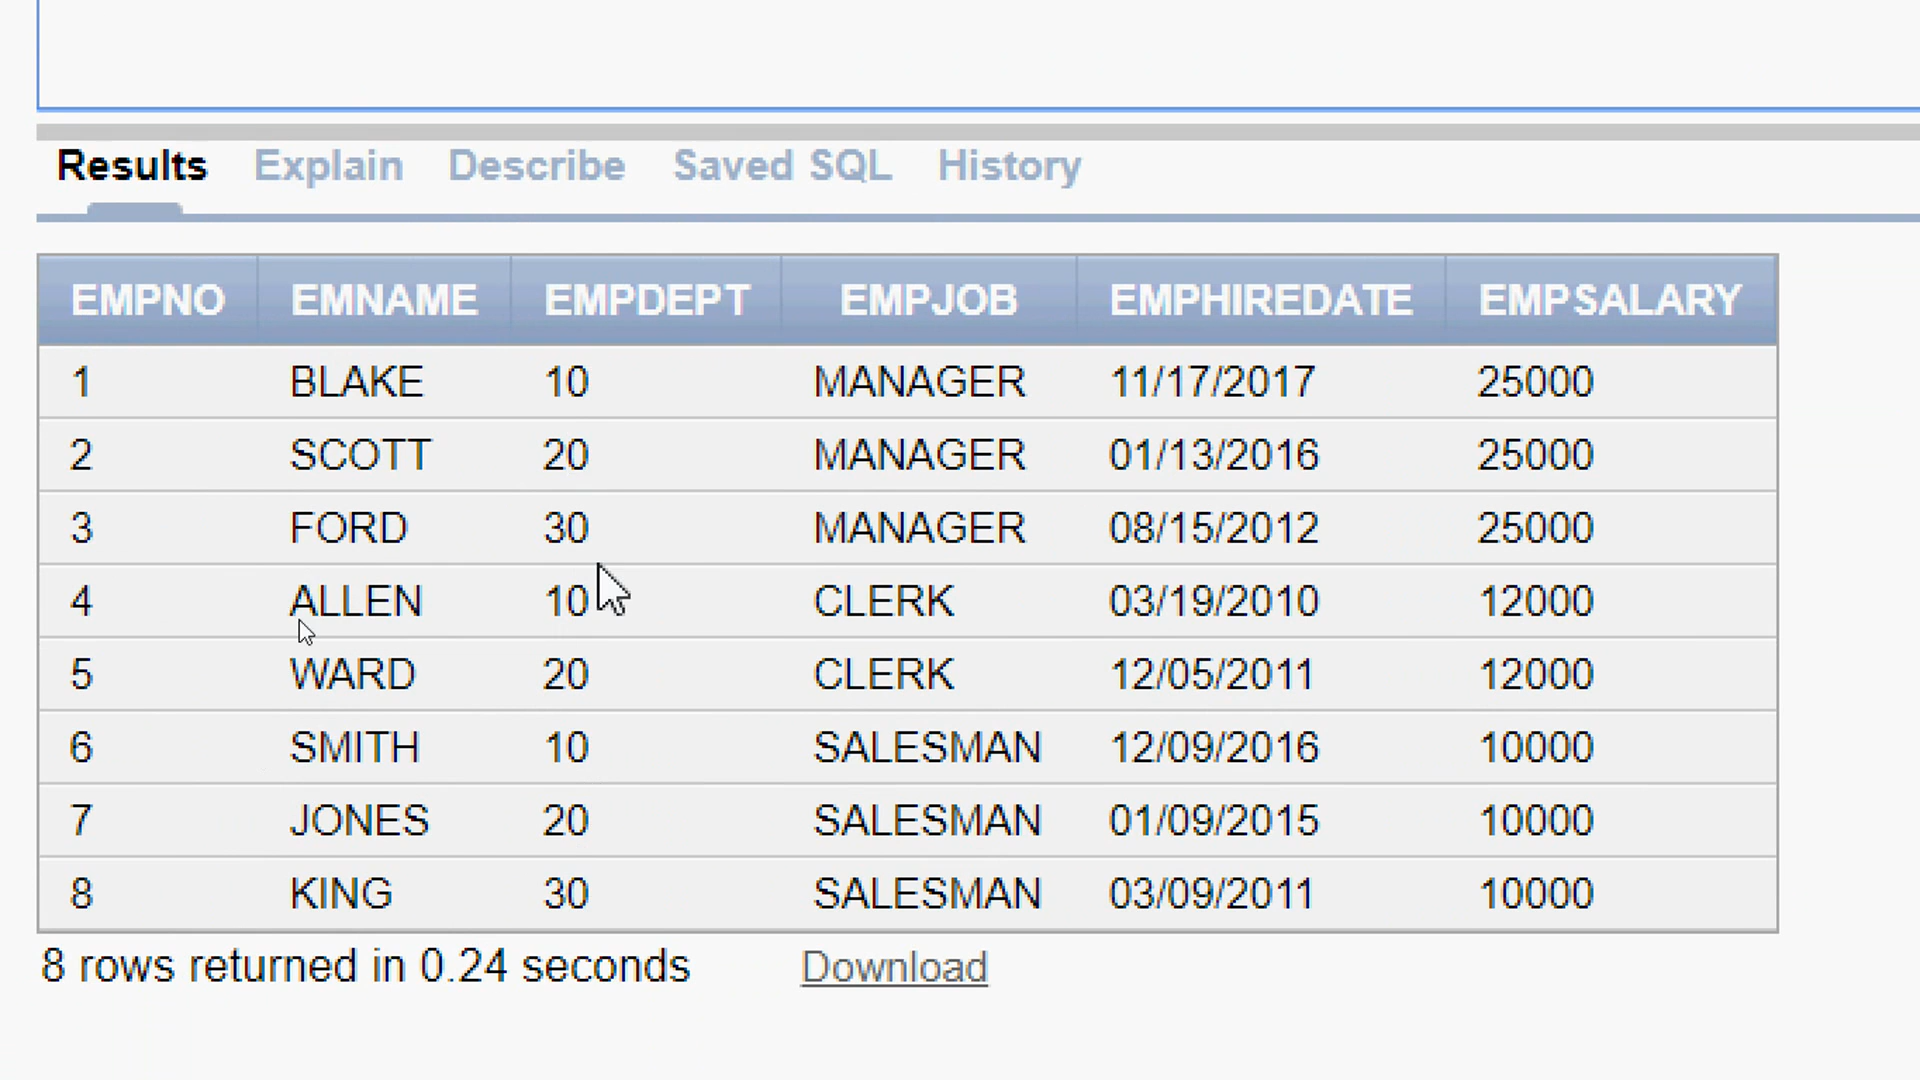 Results Explain Describe Saved SQL History
EMPNO EMNAME EMPDEPT EMPJOB EMPHIREDATE EMPSALARY
1 BLAKE 10 MANAGER 11/17/2017 25000
2 SCOTT 20 MANAGER 01/13/2016 25000
3 FORD 30 MANAGER 08/15/2012 25000
4 ALLEN 10 CLERK 03/19/2010 12000
5 WARD 20 CLERK 12/05/2011 12000
6 SMITH 10 SALESMAN 12/09/2016 10000
7 JONES 20 SALESMAN 01/09/2015 10000
8 KING 30 SALESMAN 03/09/2011 10000
8 rows returned in 0.24 seconds Download